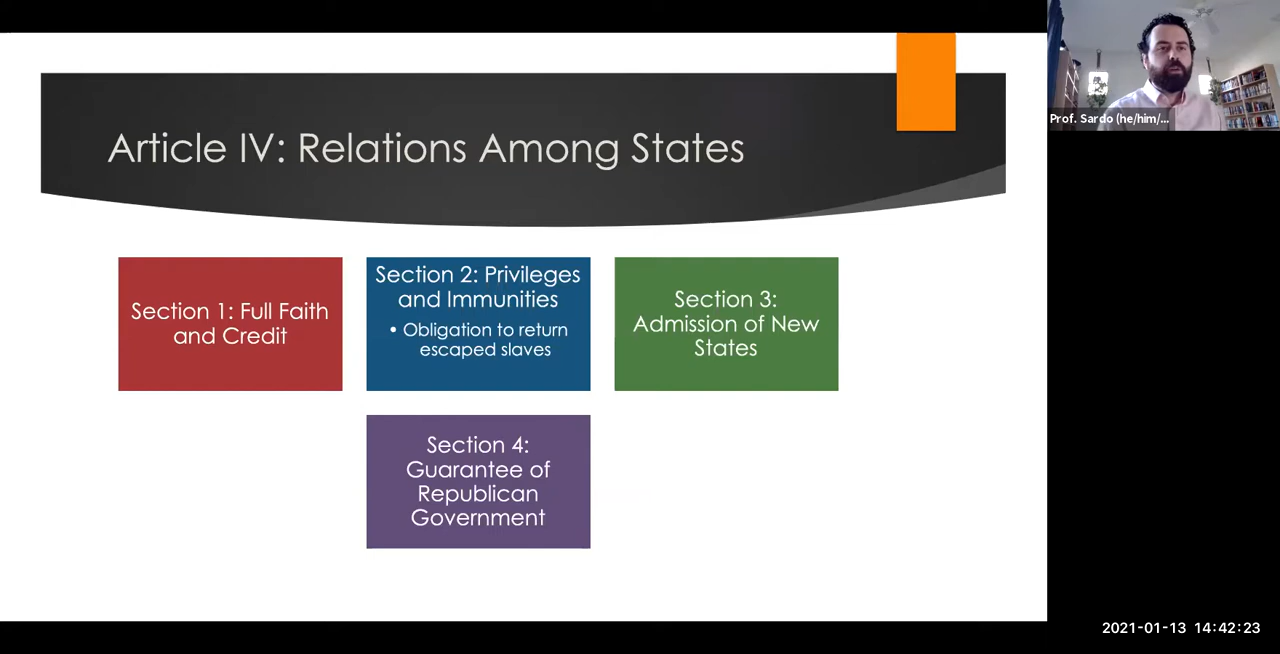 Article IV: Relations Among States
Prof. Sardo (he/him/...
Section 1: Full Faith
and Credit
Section 2: Privileges
and Immunities
• Obligation to return
escaped slaves
Section 3:
Admission of New
States
Section 4:
Guarantee of
Republican
Government
2021-01-13 14:42:23